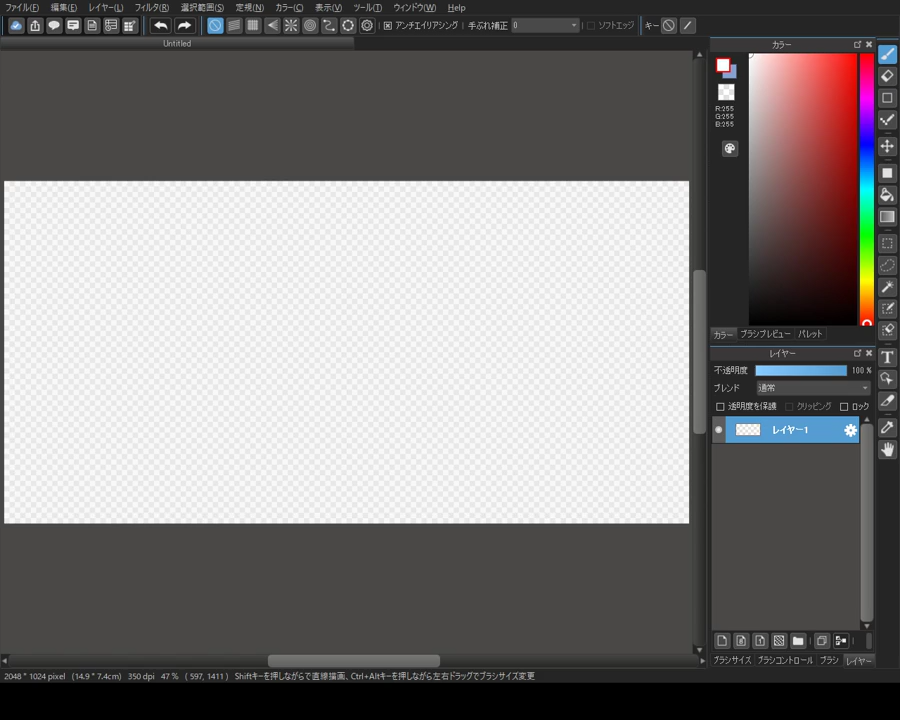 ファイル(F) 編集(E) レイヤー(L) フィルタ(R) 選択範囲(S) 定規(N) カラー(C) 表示(V) ツール(T) ウィンドウ(W) Help
アンチエイリアシング 手ぶれ補正 0 ソフトエッジ キー
Untitled
カラー
R:255
G:255
B:255
カラー ブラシプレビュー パレット
レイヤー
不透明度 100 %
ブレンド 通常
透明度を保護 クリッピング ロック
レイヤー1
ブラシサイズ ブラシコントロール ブラシ レイヤー
2048 * 1024 pixel (14.9 * 7.4cm) 350 dpi 47 % ( 597, 1411 ) Shiftキーを押しながらで直線描画、Ctrl+Altキーを押しながら左右ドラッグでブラシサイズ変更